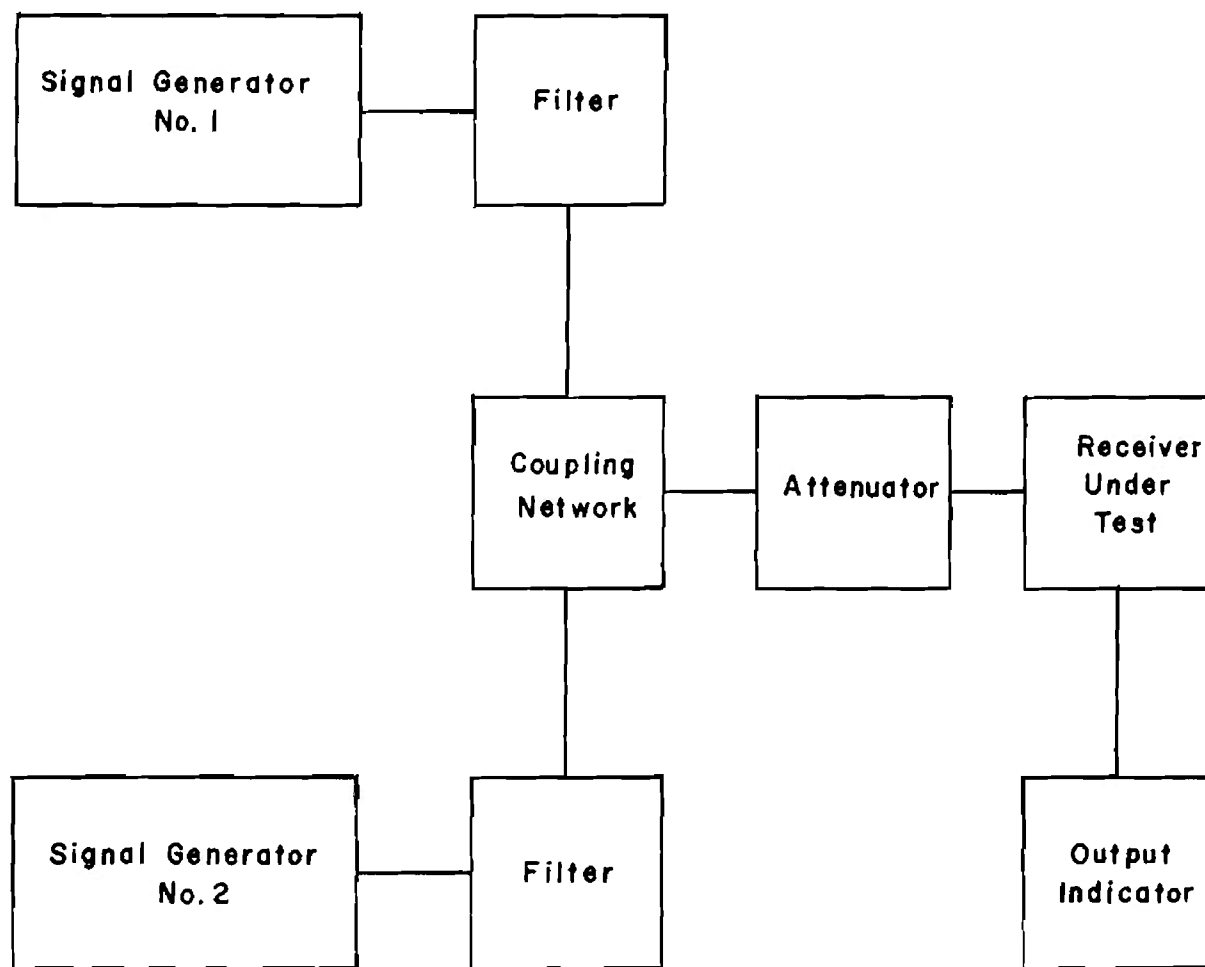 Signal Generator
No. 1
Filter
Coupling
Network
Attenuator
Receiver
Under
Test
Signal Generator
No. 2
Filter
Output
Indicator